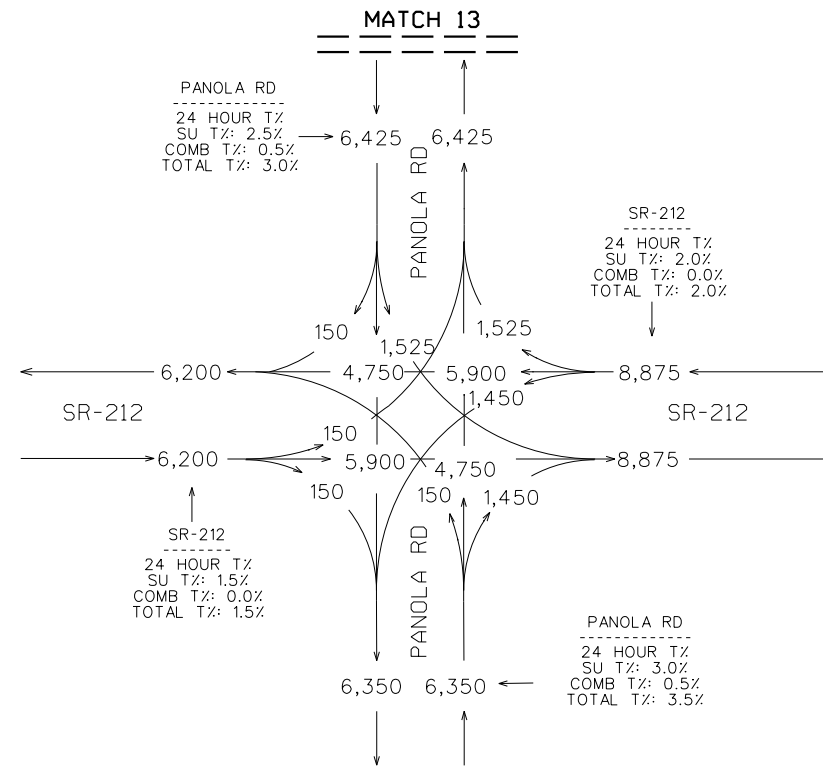 MATCH 13
PANOLA RD
24 HOUR T%
SU T%: 2.5%
COMB T%: 0.5%
TOTAL T%: 3.0%
6,425
6,425
PANOLA RD
SR-212
24 HOUR T%
SU T%: 2.0%
COMB T%: 0.0%
TOTAL T%: 2.0%
150
1,525
1,525
6,200
4,750
5,900
8,875
1,450
SR-212
SR-212
150
6,200
5,900
4,750
8,875
150
150
1,450
SR-212
24 HOUR T%
SU T%: 1.5%
COMB T%: 0.0%
TOTAL T%: 1.5%
PANOLA RD
PANOLA RD
24 HOUR T%
SU T%: 3.0%
COMB T%: 0.5%
TOTAL T%: 3.5%
6,350
6,350